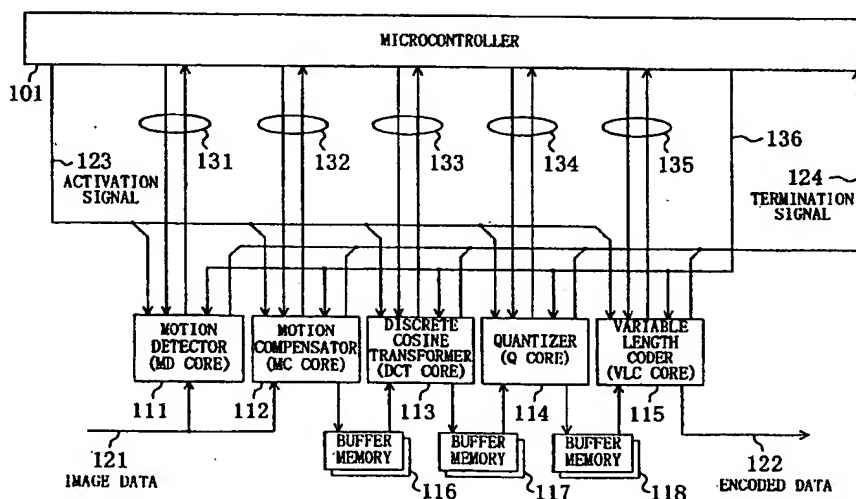 MICROCONTROLLER
101
123
ACTIVATION
SIGNAL
131
132
133
134
135
136
124
TERMINATION
SIGNAL
MOTION
DETECTOR
(MD CORE)
MOTION
COMPENSATOR
(MC CORE)
DISCRETE
COSINE
TRANSFORMER
(DCT CORE)
QUANTIZER
(Q CORE)
VARIABLE
LENGTH
CODER
(VLC CORE)
111
112
113
114
115
121
IMAGE DATA
BUFFER
MEMORY
116
BUFFER
MEMORY
117
BUFFER
MEMORY
118
122
ENCODED DATA